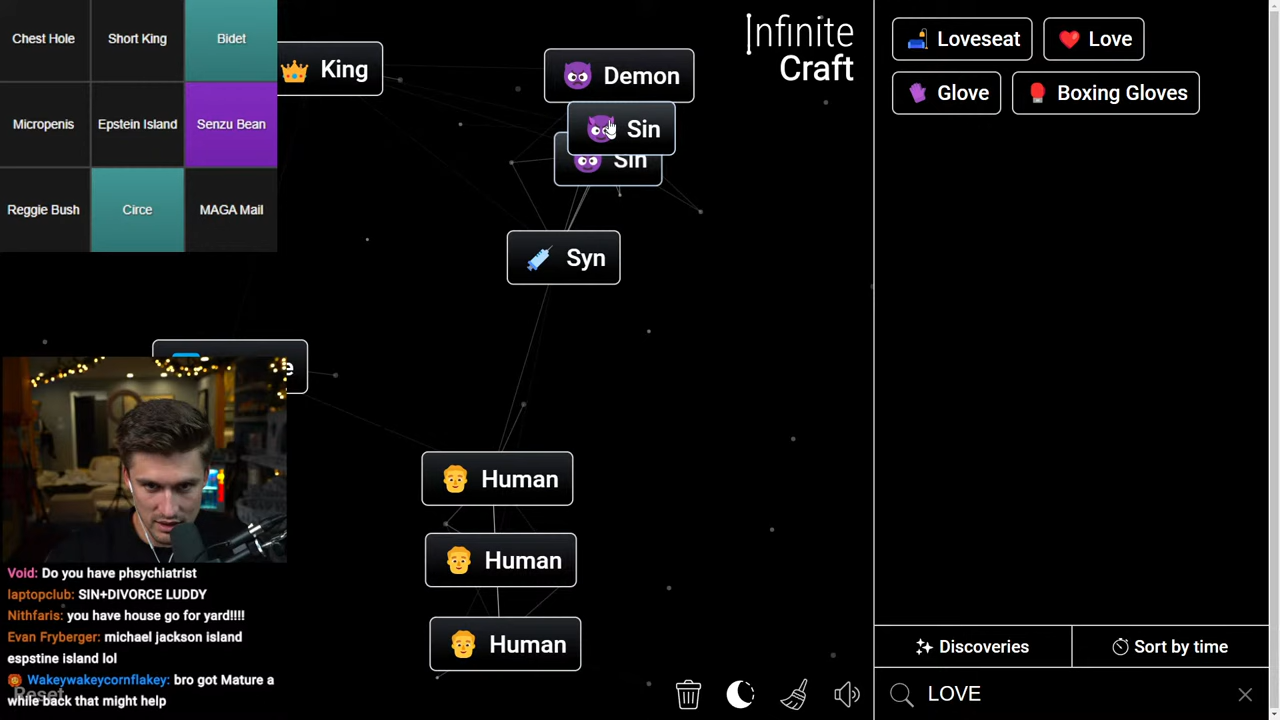 Chest Hole
Short King
Bidet
Micropenis
Epstein Island
Senzu Bean
Reggie Bush
Circe
MAGA Mail
King
Demon
Sin
Sin
Syn
e
Human
Human
Human
Infinite
Craft
Loveseat
Love
Glove
Boxing Gloves
Void: Do you have phsychiatrist
laptopclub: SIN+DIVORCE LUDDY
Nithfaris: you have house go for yard!!!!
Evan Fryberger: michael jackson island
espstine island lol
Wakeywakeycornflakey: bro got Mature a
while back that might help
Reset
Discoveries
Sort by time
LOVE